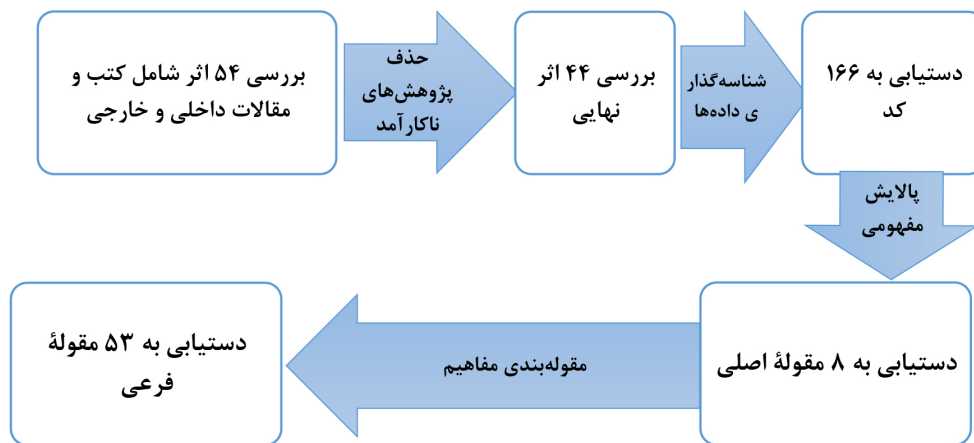 بررسی ۵۴ اثر شامل کتب و
مقالات داخلی و خارجی
حذف
پژوهش‌های
ناکارآمد
بررسی ۴۴ اثر
نهایی
شناسه‌گذار
ی داده‌ها
دستیابی به ۱۶۶
کد
پالایش
مفهومی
دستیابی به ۸ مقولهٔ اصلی
مقوله‌بندی مفاهیم
دستیابی به ۵۳ مقولهٔ
فرعی